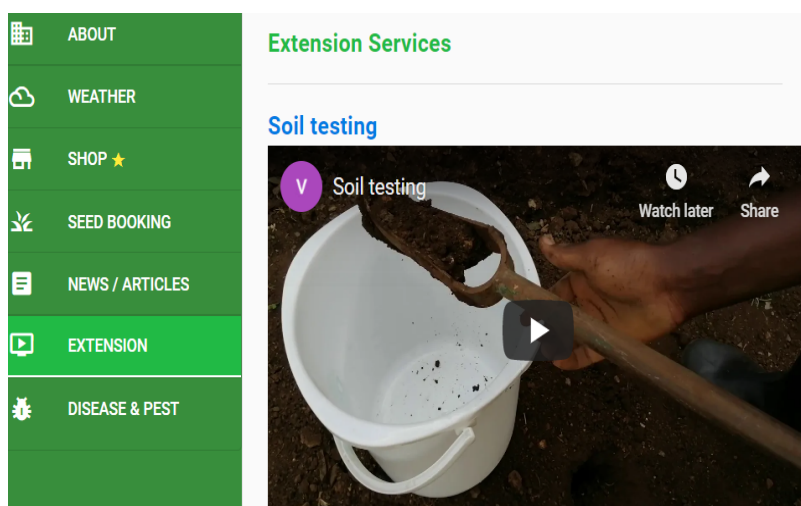 ABOUT
WEATHER
SHOP
SEED BOOKING
NEWS / ARTICLES
EXTENSION
DISEASE & PEST
Extension Services
Soil testing
V Soil testing
Watch later Share